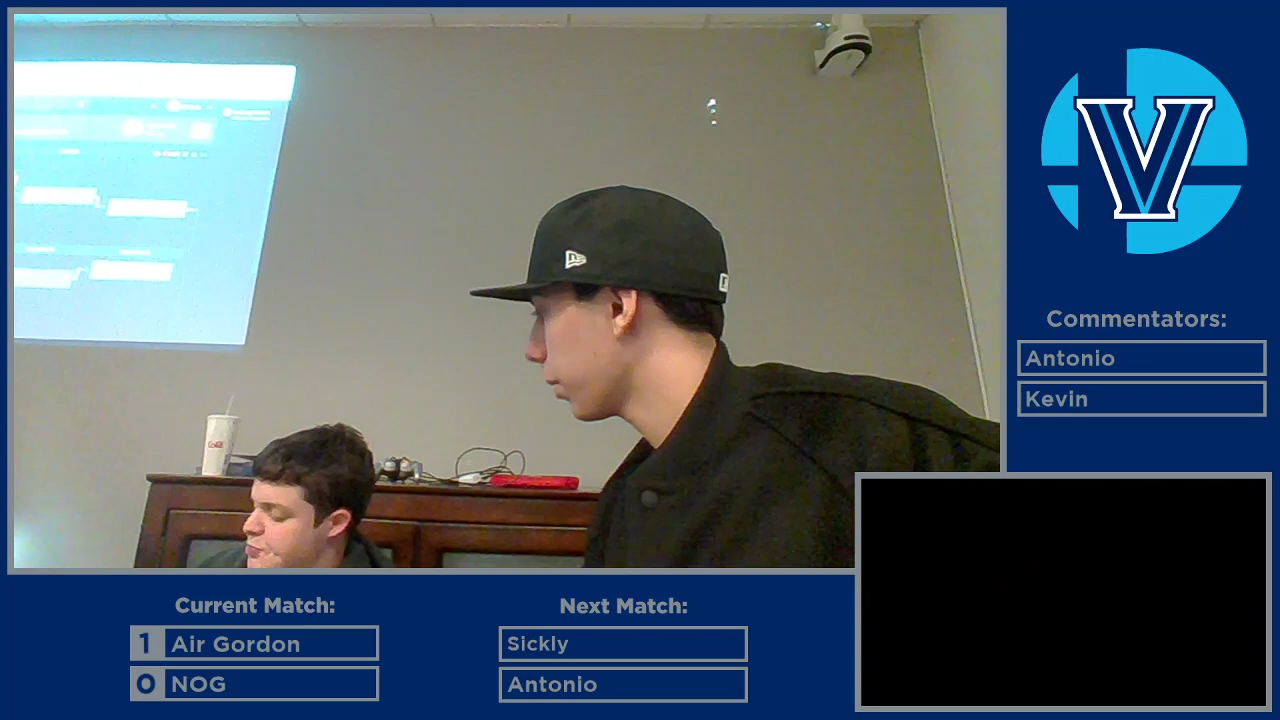 V
Commentators:
Antonio
Kevin
Current Match:
1 Air Gordon
0 NOG
Next Match:
Sickly
Antonio